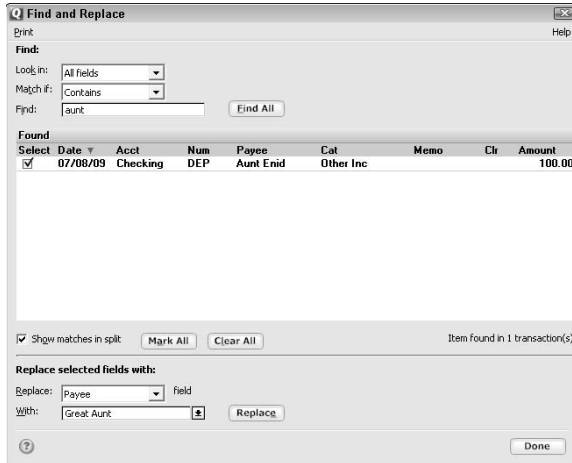 Q Find and Replace
Print Help
Find:
Look in: All fields
Match if: Contains
Find: aunt Find All
Found
Select Date Acct Num Payee Cat Memo Clr Amount
07/08/09 Checking DEP Aunt Enid Other Inc 100.00
Show matches in split Mark All Clear All Item found in 1 transaction(s)
Replace selected fields with:
Replace: Payee field
With: Great Aunt Replace
? Done